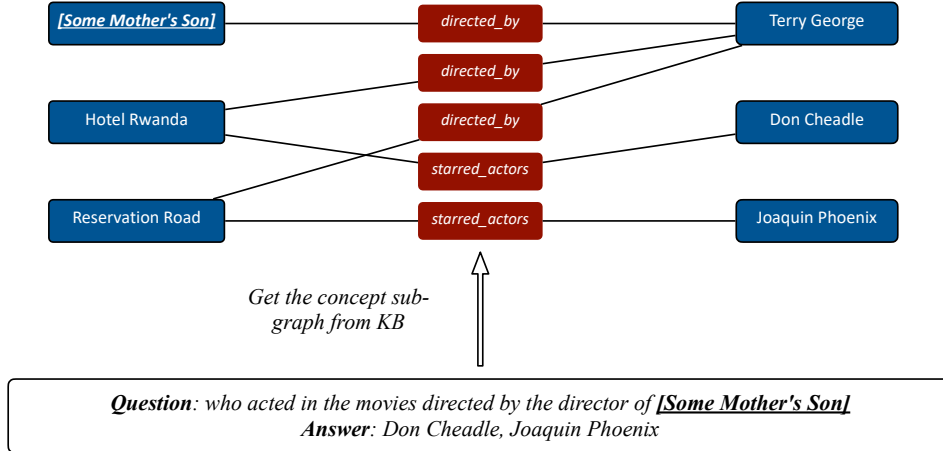 [Some Mother's Son]
directed_by
Terry George
directed_by
Hotel Rwanda
directed_by
Don Cheadle
starred_actors
Reservation Road
starred_actors
Joaquin Phoenix
Get the concept sub-
graph from KB
Question: who acted in the movies directed by the director of [Some Mother's Son]
Answer: Don Cheadle, Joaquin Phoenix